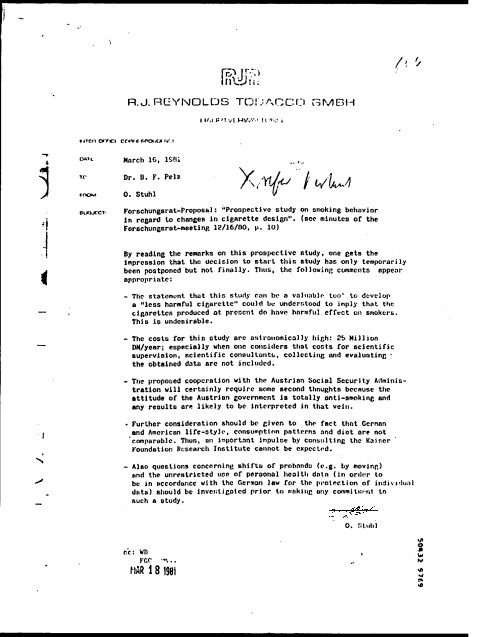 RJR
R.J. REYNOLDS TOBACCO GMBH
HAUPTVERWALTUNG
INTER OFFICE CORRESPONDENCE
DATE March 16, 1981
TO Dr. B. F. Pelz
FROM O. Stuhl
SUBJECT: Forschungsrat-Proposal: "Prospective study on smoking behavior
in regard to changes in cigarette design". (see minutes of the
Forschungsrat-meeting 12/16/80, p. 10)
By reading the remarks on this prospective study, one gets the
impression that the decision to start this study has only temporarily
been postponed but not finally. Thus, the following comments appear
appropriate:
- The statement that this study can be a valuable tool to develop
a "less harmful cigarette" could be understood to imply that the
cigarettes produced at present do have harmful effect on smokers.
This is undesirable.
- The costs for this study are astronomically high: 25 Million
DM/year; especially when one considers that costs for scientific
supervision, scientific consultants, collecting and evaluating
the obtained data are not included.
- The proposed cooperation with the Austrian Social Security Adminis-
tration will certainly require some second thoughts because the
attitude of the Austrian government is totally anti-smoking and
any results are likely to be interpreted in that vein.
- Further consideration should be given to the fact that German
and American life-style, consumption patterns and diet are not
comparable. Thus, an important impulse by consulting the Kaiser
Foundation Research Institute cannot be expected.
- Also questions concerning shifts of probands (e.g. by moving)
and the unrestricted use of personal health data (in order to
be in accordance with the German law for the protection of individual
data) should be investigated prior to making any commitment to
such a study.
O. Stuhl
cc: WD
FGC
MAR 18 1981
50432 9769